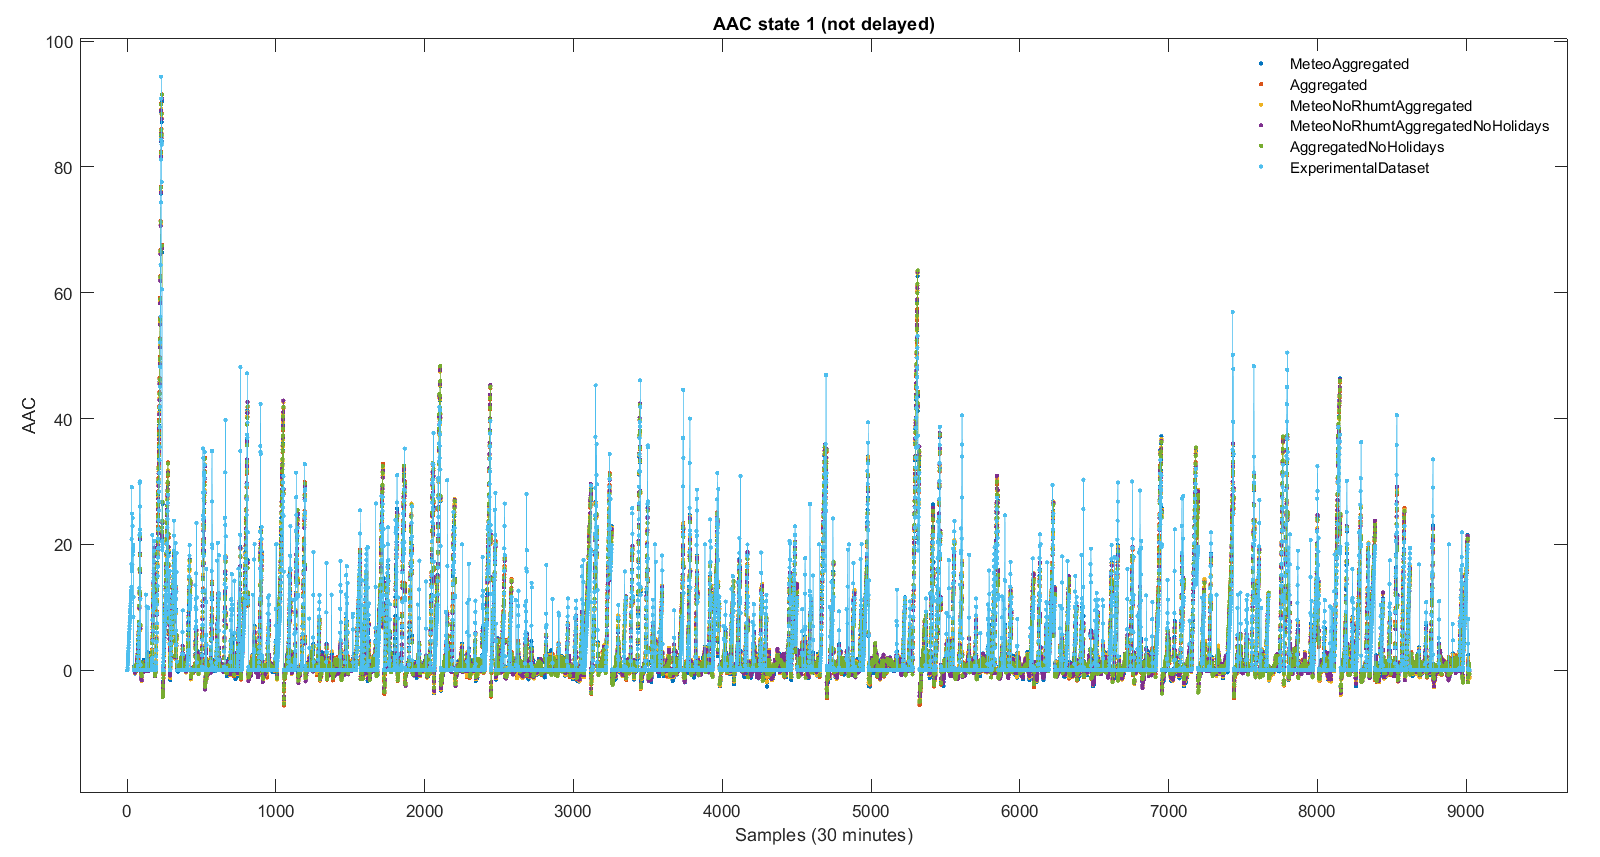 AAC state 1 (not delayed)
100
80
60
40
20
0
AAC
MeteoAggregated
Aggregated
MeteoNoRhumtAggregated
MeteoNoRhumtAggregatedNoHolidays
AggregatedNoHolidays
ExperimentalDataset
0 1000 2000 3000 4000 5000 6000 7000 8000 9000
Samples (30 minutes)